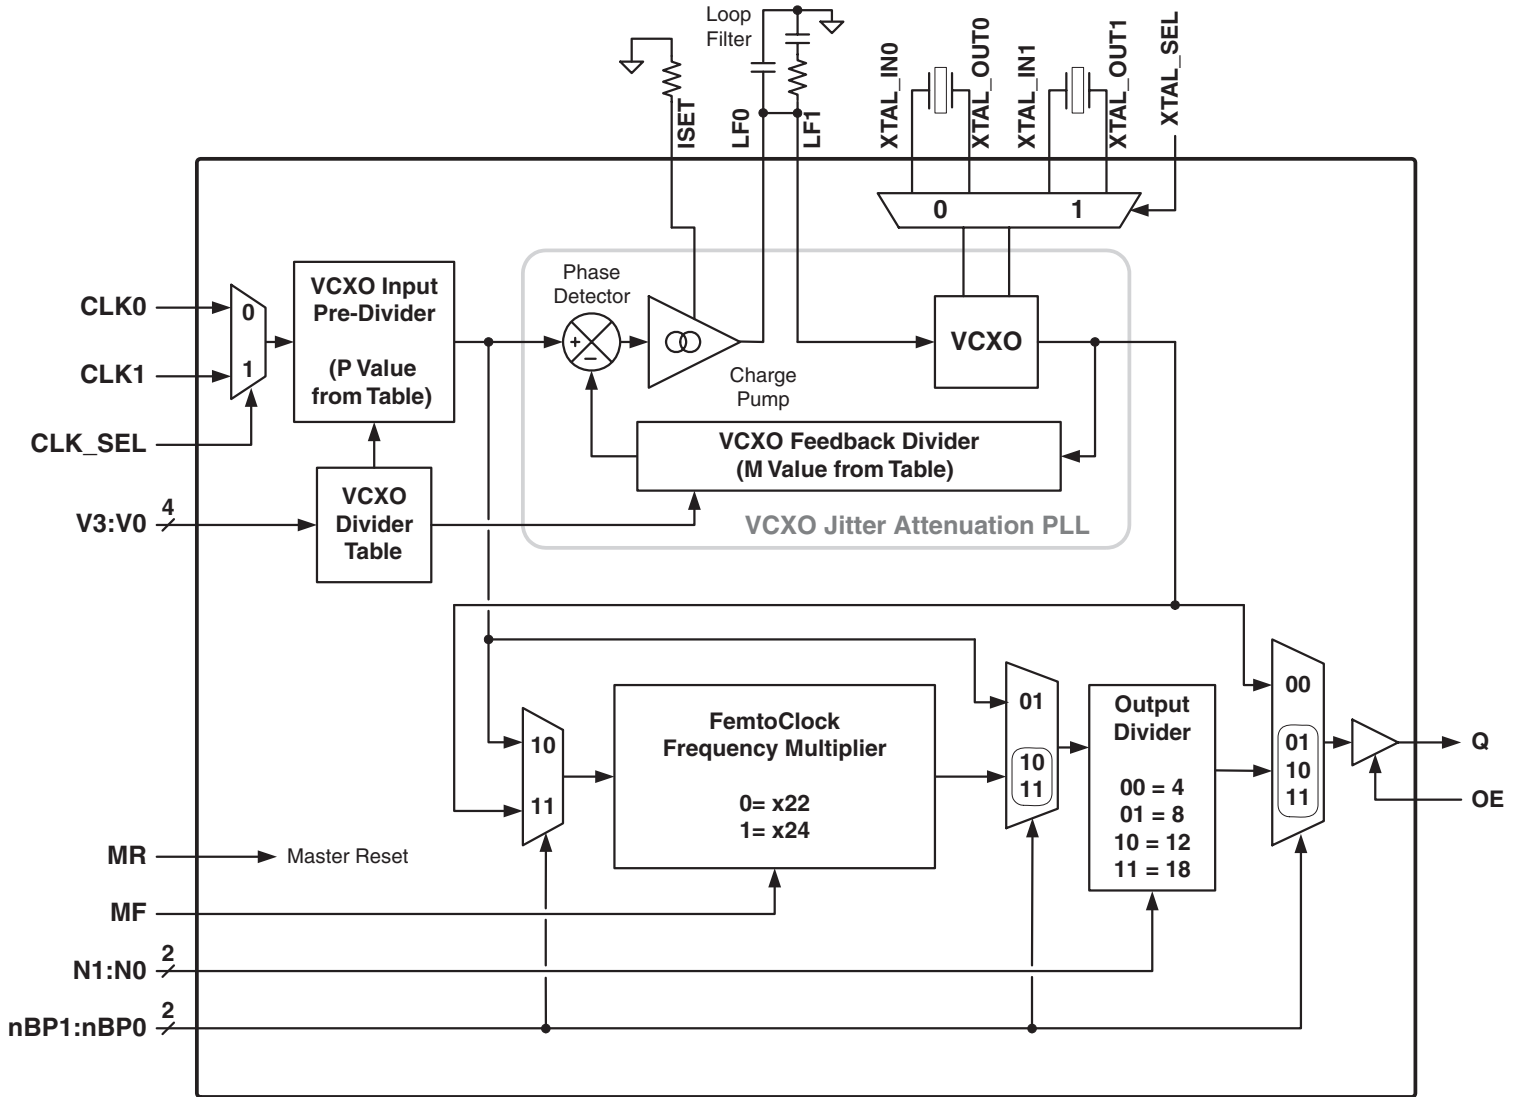 Loop
Filter
ISET
LF0
LF1
XTAL_IN0
XTAL_OUT0
XTAL_IN1
XTAL_OUT1
XTAL_SEL
0
1
CLK0
CLK1
CLK_SEL
V3:V0
4
0
1
VCXO Input
Pre-Divider
(P Value
from Table)
VCXO
Divider
Table
Phase
Detector
+
−
Charge
Pump
VCXO
VCXO Feedback Divider
(M Value from Table)
VCXO Jitter Attenuation PLL
10
11
FemtoClock
Frequency Multiplier
0= x22
1= x24
01
10
11
Output
Divider
00 = 4
01 = 8
10 = 12
11 = 18
00
01
10
11
Q
OE
MR
Master Reset
MF
N1:N0
2
nBP1:nBP0
2